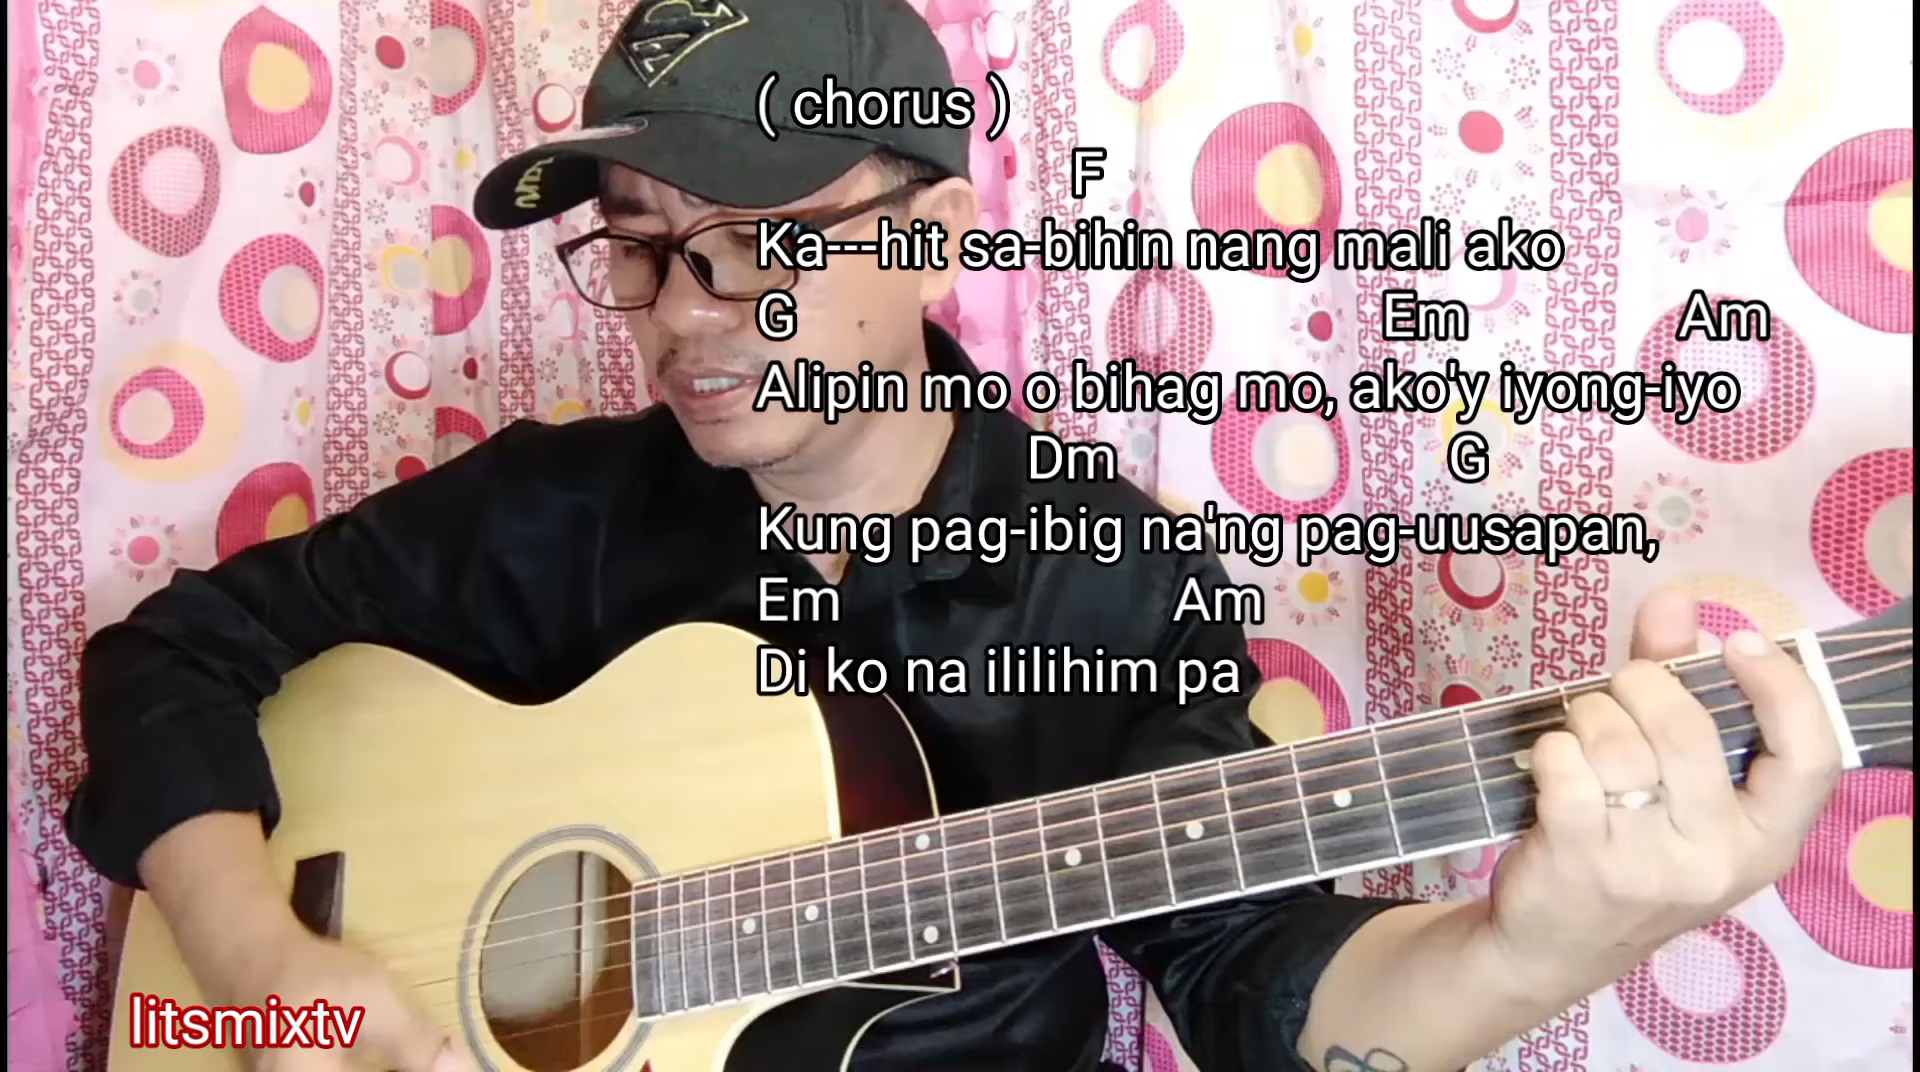 ( chorus )
F
Ka---hit sa-bihin nang mali ako
G Em Am
Alipin mo o bihag mo, ako'y iyong-iyo
Dm G
Kung pag-ibig na'ng pag-uusapan,
Em Am
Di ko na ililihim pa
litsmixtv